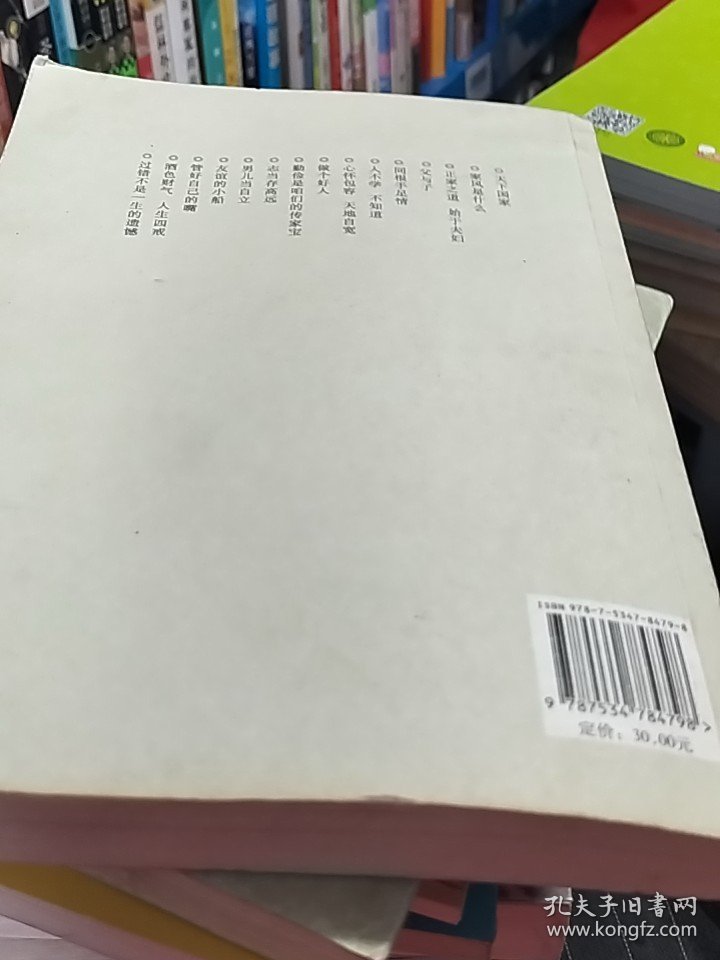 ◎天下国家
◎家风是什么
◎正家之道 始于夫妇
◎父与子
◎同根手足情
◎人不学 不知道
◎心怀包容 天地自宽
◎做个好人
◎勤俭是咱们的传家宝
◎志当存高远
◎男儿当自立
◎友谊的小船
◎管好自己的嘴
◎酒色财气 人生四戒
◎过错不是一生的遗憾
ISBN 978-7-5347-8479-8
9 787534 784798 >
定价：30.00元
孔夫子旧书网
www.kongfz.com